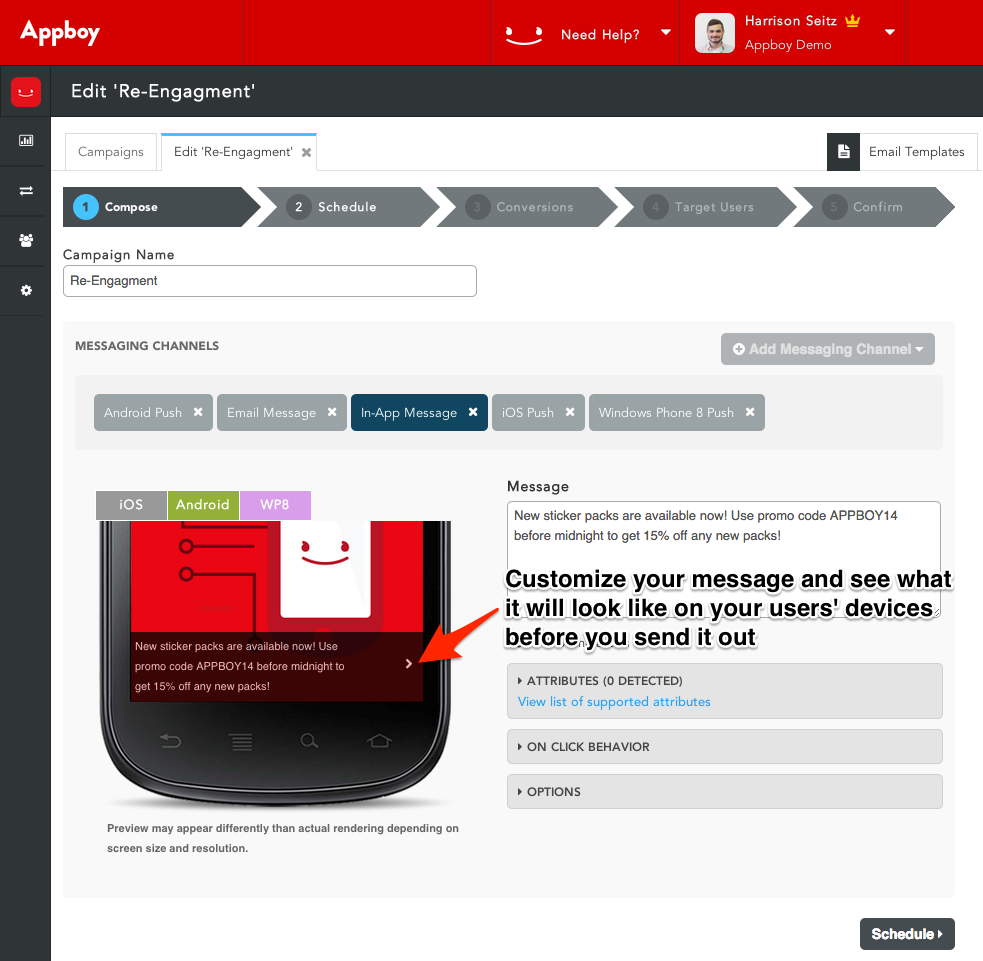 Appboy
Need Help?
Harrison Seitz
Appboy Demo
Edit 'Re-Engagment'
Campaigns
Edit 'Re-Engagment'
Email Templates
1 Compose
2 Schedule
3 Conversions
4 Target Users
5 Confirm
Campaign Name
Re-Engagment
MESSAGING CHANNELS
Add Messaging Channel
Android Push
Email Message
In-App Message
iOS Push
Windows Phone 8 Push
iOS
Android
WP8
Message
New sticker packs are available now! Use promo code APPBOY14
before midnight to get 15% off any new packs!
Customize your message and see what
it will look like on your users' devices
before you send it out
New sticker packs are available now! Use
promo code APPBOY14 before midnight to
get 15% off any new packs!
ATTRIBUTES (0 DETECTED)
View list of supported attributes
ON CLICK BEHAVIOR
OPTIONS
Preview may appear differently than actual rendering depending on
screen size and resolution.
Schedule